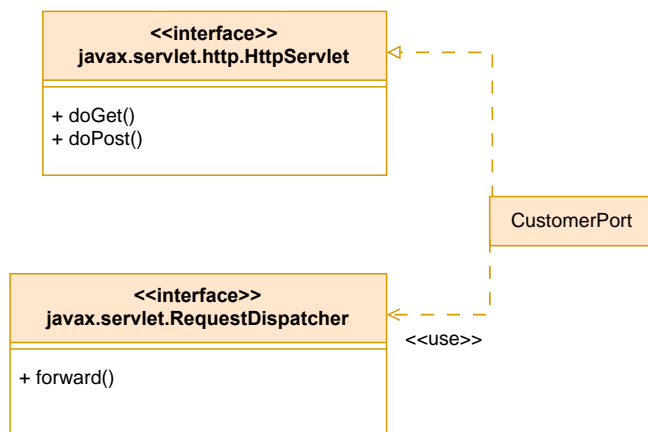 <<interface>>
javax.servlet.http.HttpServlet
+ doGet()
+ doPost()
CustomerPort
<<interface>>
javax.servlet.RequestDispatcher
<<use>>
+ forward()